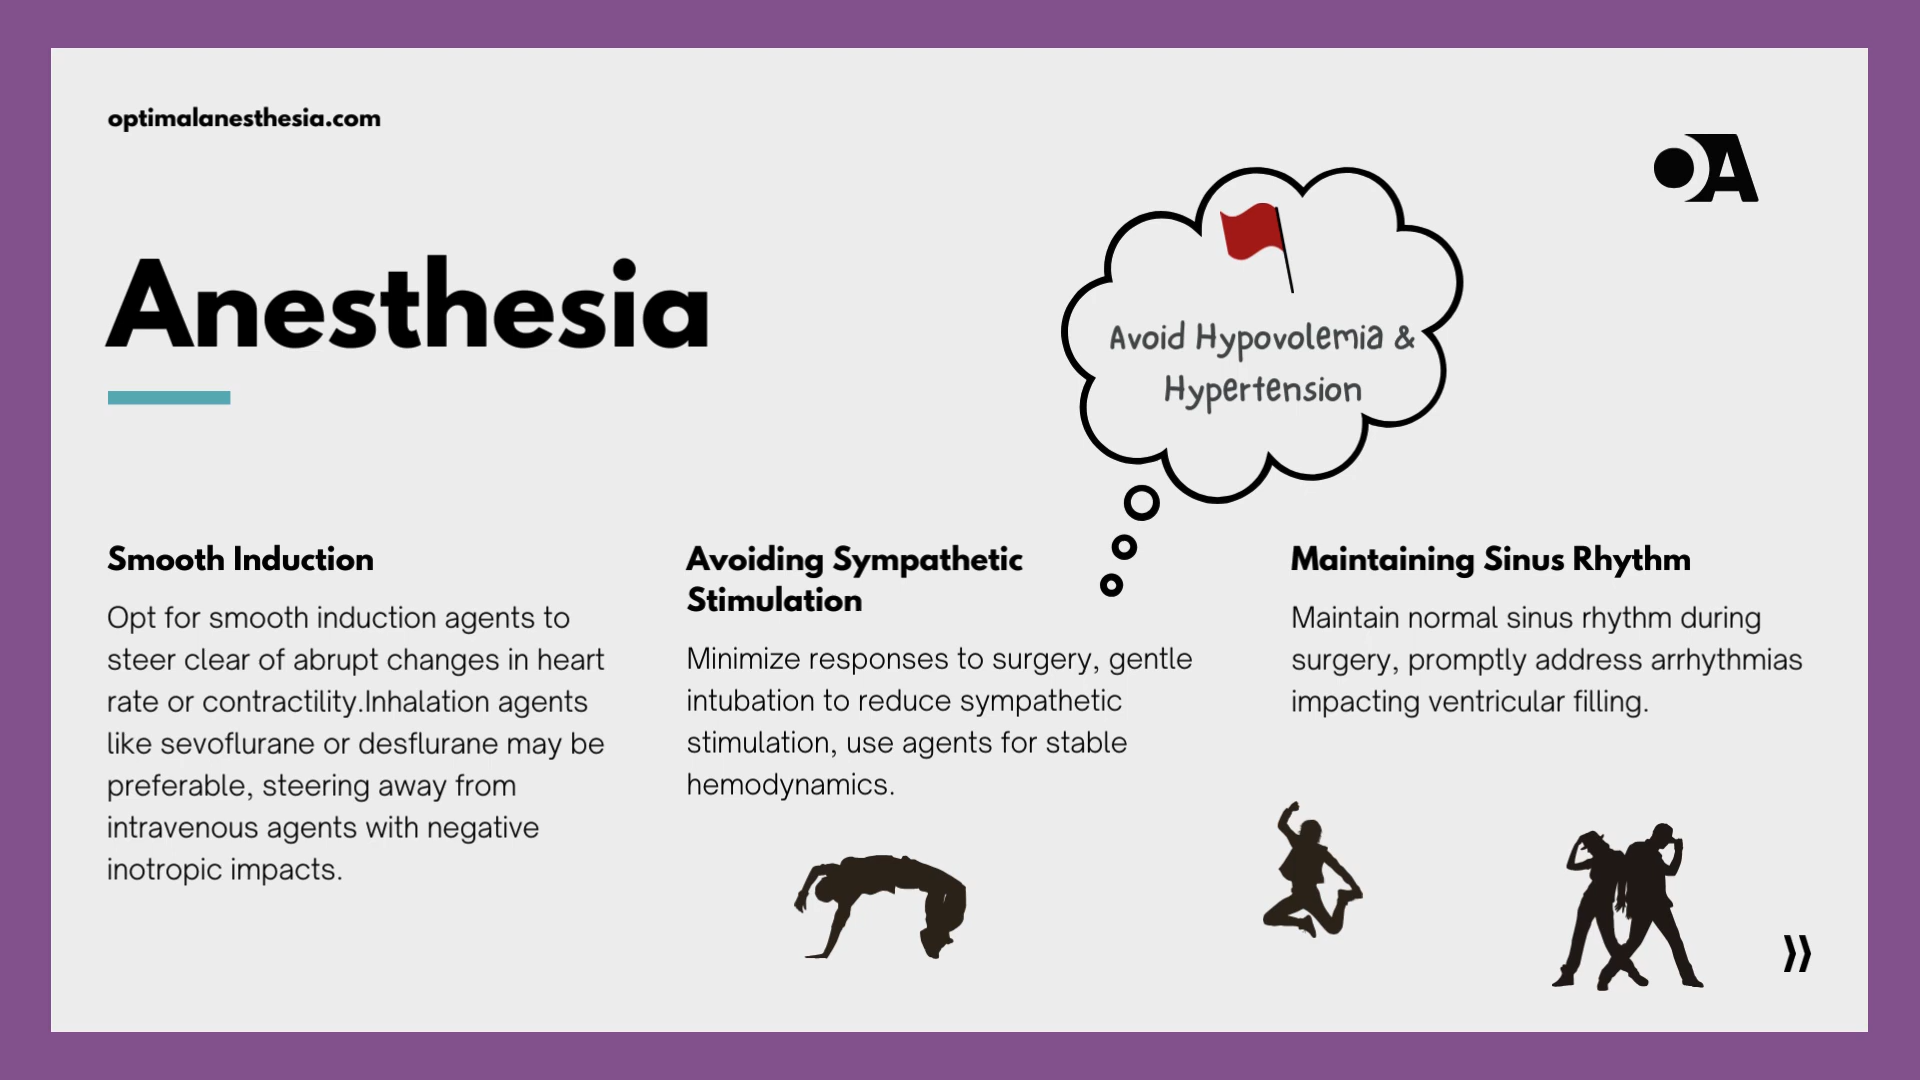 optimalanesthesia.com
OA
Anesthesia
Avoid Hypovolemia &
Hypertension
Smooth Induction
Opt for smooth induction agents to
steer clear of abrupt changes in heart
rate or contractility.Inhalation agents
like sevoflurane or desflurane may be
preferable, steering away from
intravenous agents with negative
inotropic impacts.
Avoiding Sympathetic
Stimulation
Minimize responses to surgery, gentle
intubation to reduce sympathetic
stimulation, use agents for stable
hemodynamics.
Maintaining Sinus Rhythm
Maintain normal sinus rhythm during
surgery, promptly address arrhythmias
impacting ventricular filling.